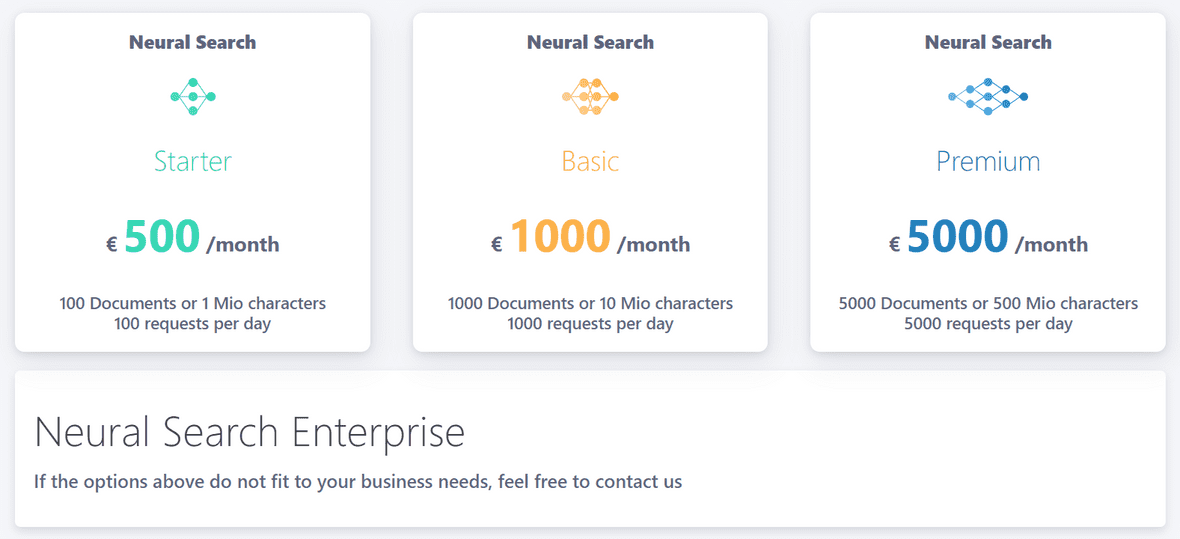 Neural Search
Starter
€ 500 /month
100 Documents or 1 Mio characters
100 requests per day
Neural Search
Basic
€ 1000 /month
1000 Documents or 10 Mio characters
1000 requests per day
Neural Search
Premium
€ 5000 /month
5000 Documents or 500 Mio characters
5000 requests per day
Neural Search Enterprise
If the options above do not fit to your business needs, feel free to contact us